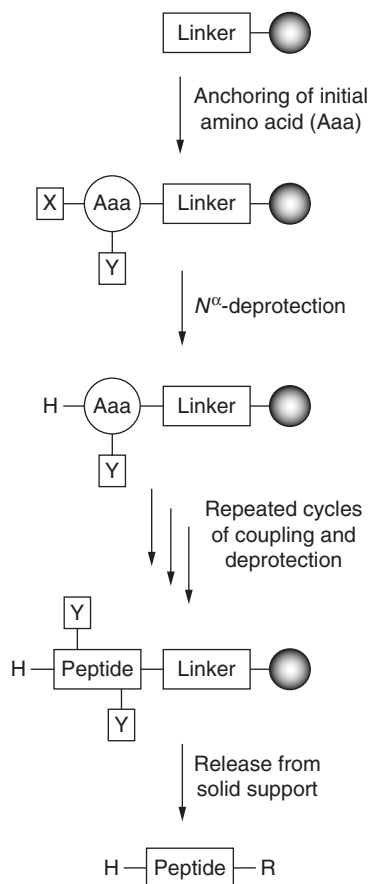 Linker
Anchoring of initial
amino acid (Aaa)
X Aaa Linker
Y
Nα-deprotection
H Aaa Linker
Y
Repeated cycles
of coupling and
deprotection
Y
H Peptide Linker
Y
Release from
solid support
H Peptide R